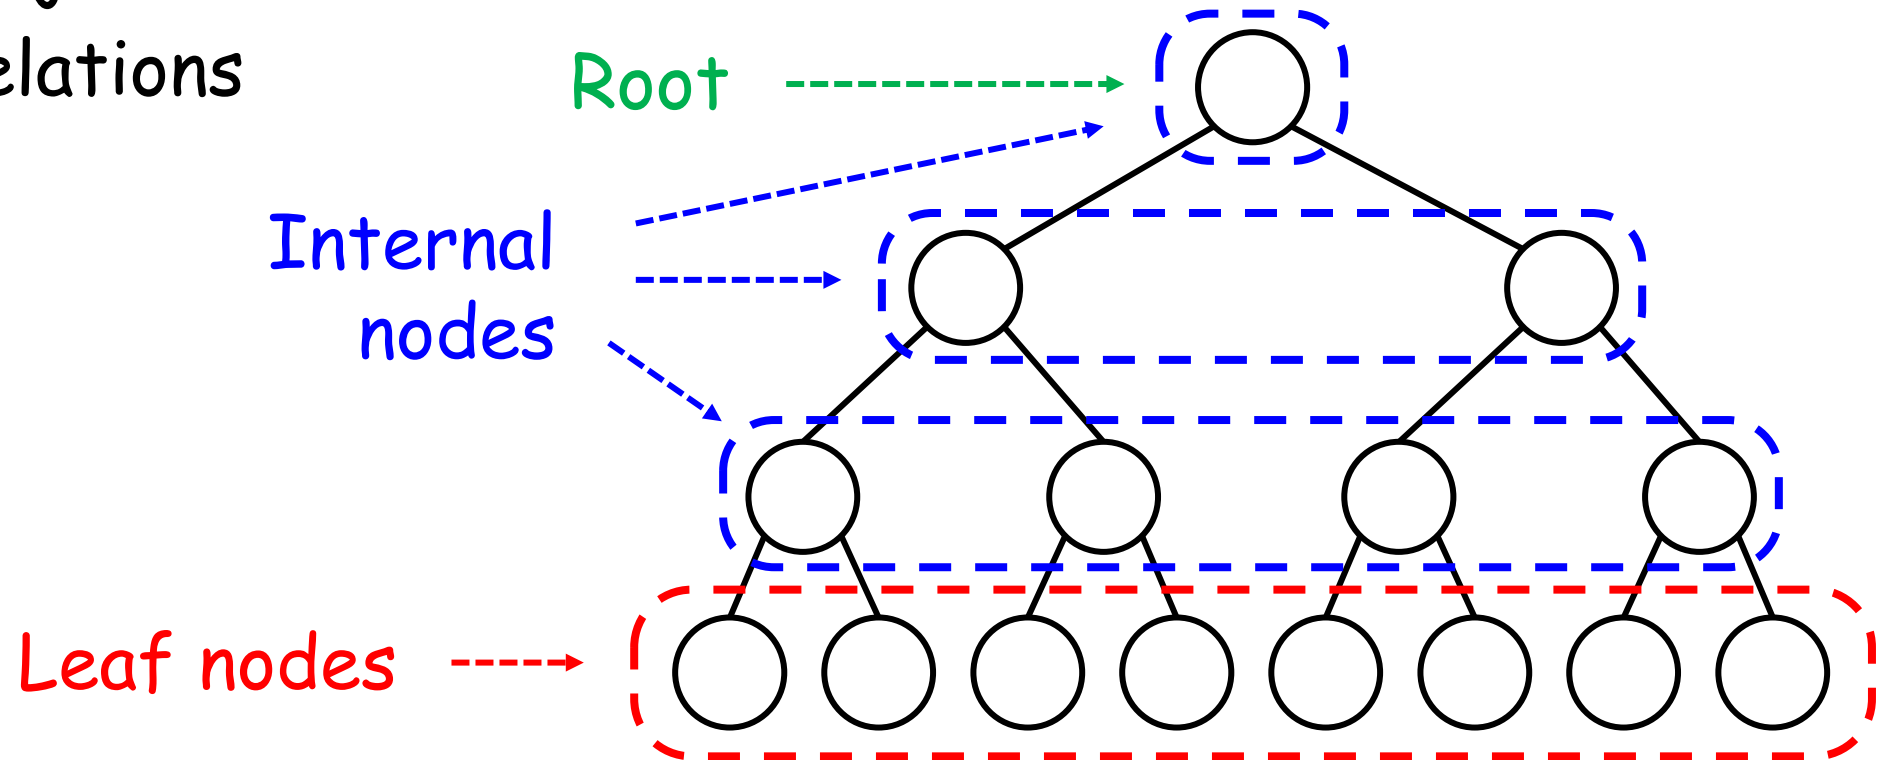 elations
Root
Internal
nodes
Leaf nodes